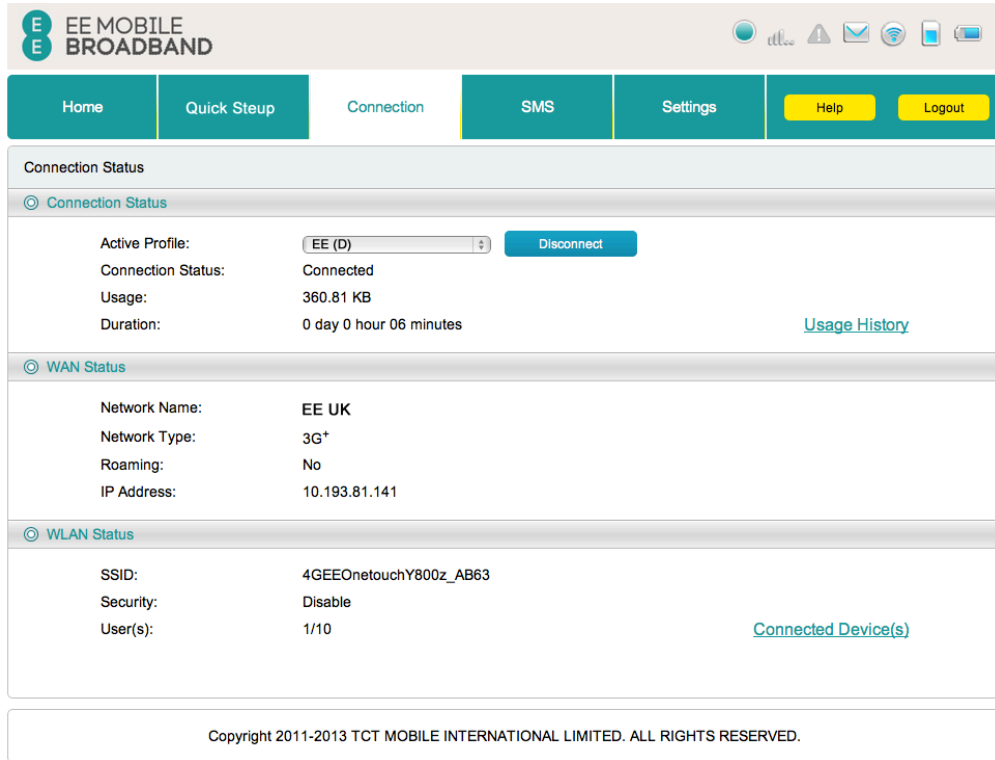 EE MOBILE
BROADBAND
Home Quick Steup Connection SMS Settings Help Logout
Connection Status
Connection Status
Active Profile: EE (D) Disconnect
Connection Status: Connected
Usage: 360.81 KB
Duration: 0 day 0 hour 06 minutes Usage History
WAN Status
Network Name: EE UK
Network Type: 3G+
Roaming: No
IP Address: 10.193.81.141
WLAN Status
SSID: 4GEEOnetouchY800z_AB63
Security: Disable
User(s): 1/10 Connected Device(s)
Copyright 2011-2013 TCT MOBILE INTERNATIONAL LIMITED. ALL RIGHTS RESERVED.